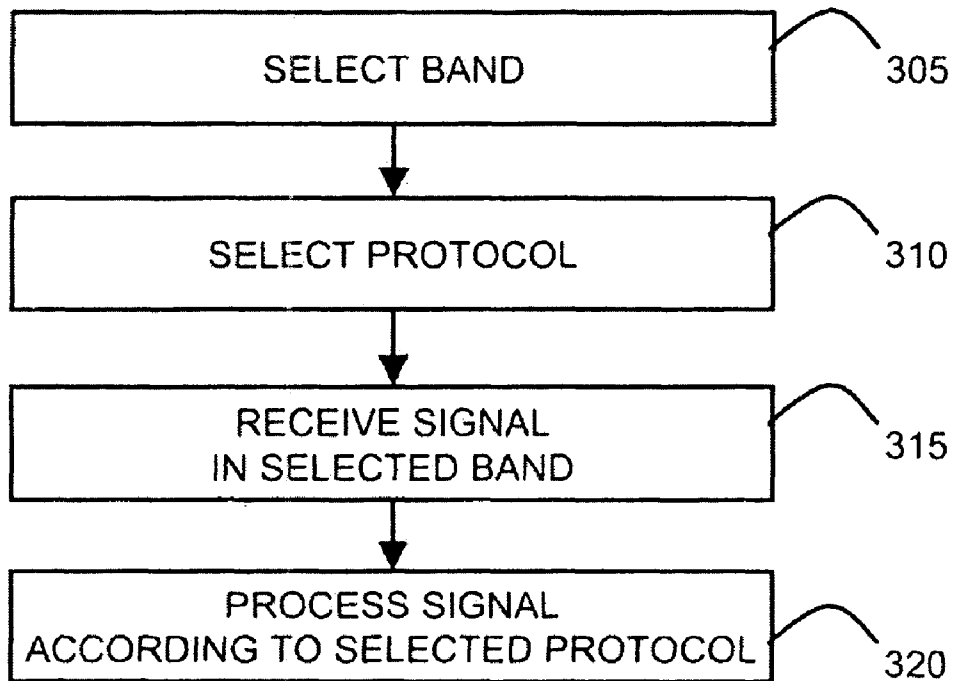 SELECT BAND
305
SELECT PROTOCOL
310
RECEIVE SIGNAL
IN SELECTED BAND
315
PROCESS SIGNAL
ACCORDING TO SELECTED PROTOCOL
320